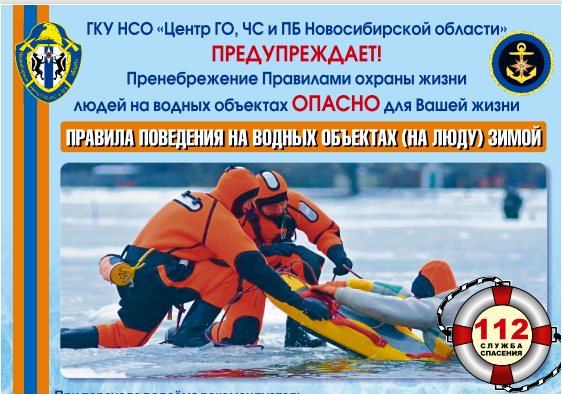 ГКУ НСО «Центр ГО, ЧС и ПБ Новосибирской области»
ПРЕДУПРЕЖДАЕТ!
Пренебрежение Правилами охраны жизни
людей на водных объектах ОПАСНО для Вашей жизни
ПРАВИЛА ПОВЕДЕНИЯ НА ВОДНЫХ ОБЪЕКТАХ (НА ЛЮДУ) ЗИМОЙ
112
СЛУЖБА
СПАСЕНИЯ